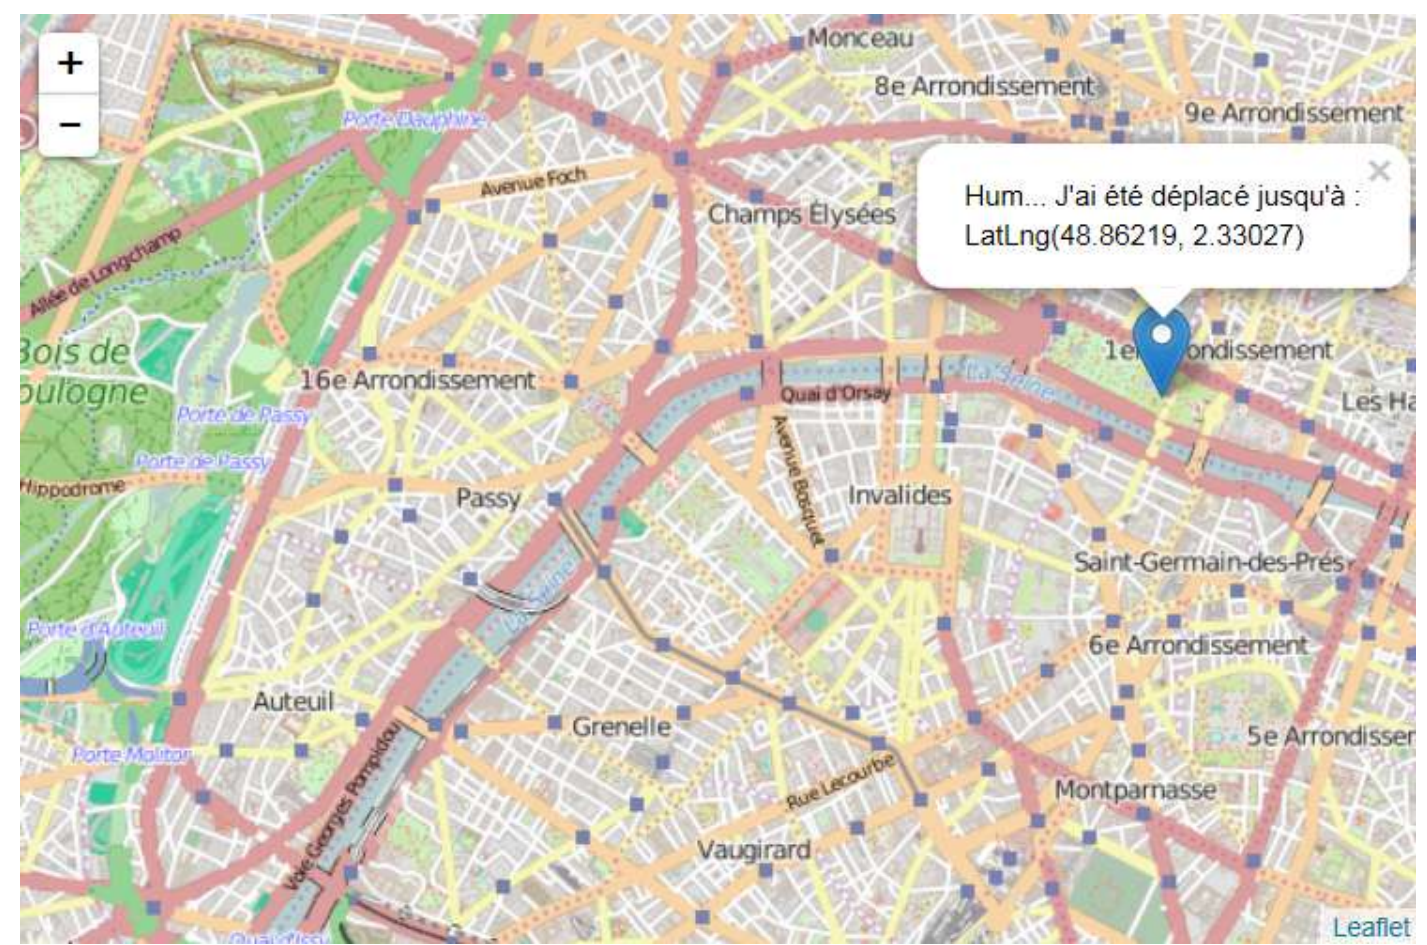 +
−
Monceau
8e Arrondissement
9e Arrondissement
Porte Dauphine
Avenue Foch
×
Hum... J'ai été déplacé jusqu'à :
LatLng(48.86219, 2.33027)
Champs Élysées
Allée de Longchamp
Bois de
oulogne
16e Arrondissement
La Seine
Quai d'Orsay
Les Ha
Porte de Passy
Porte de Passy
Hippodrome
Passy
Avenue Bosquet
Invalides
Saint-Germain-des-Prés
La Seine
Porte d'Auteuil
6e Arrondissement
Auteuil
Grenelle
5e Arrondisser
Porte Molitor
Voie Georges Pompidou
Rue Lecourbe
Montparnasse
Vaugirard
Quai d'Issy
Leaflet